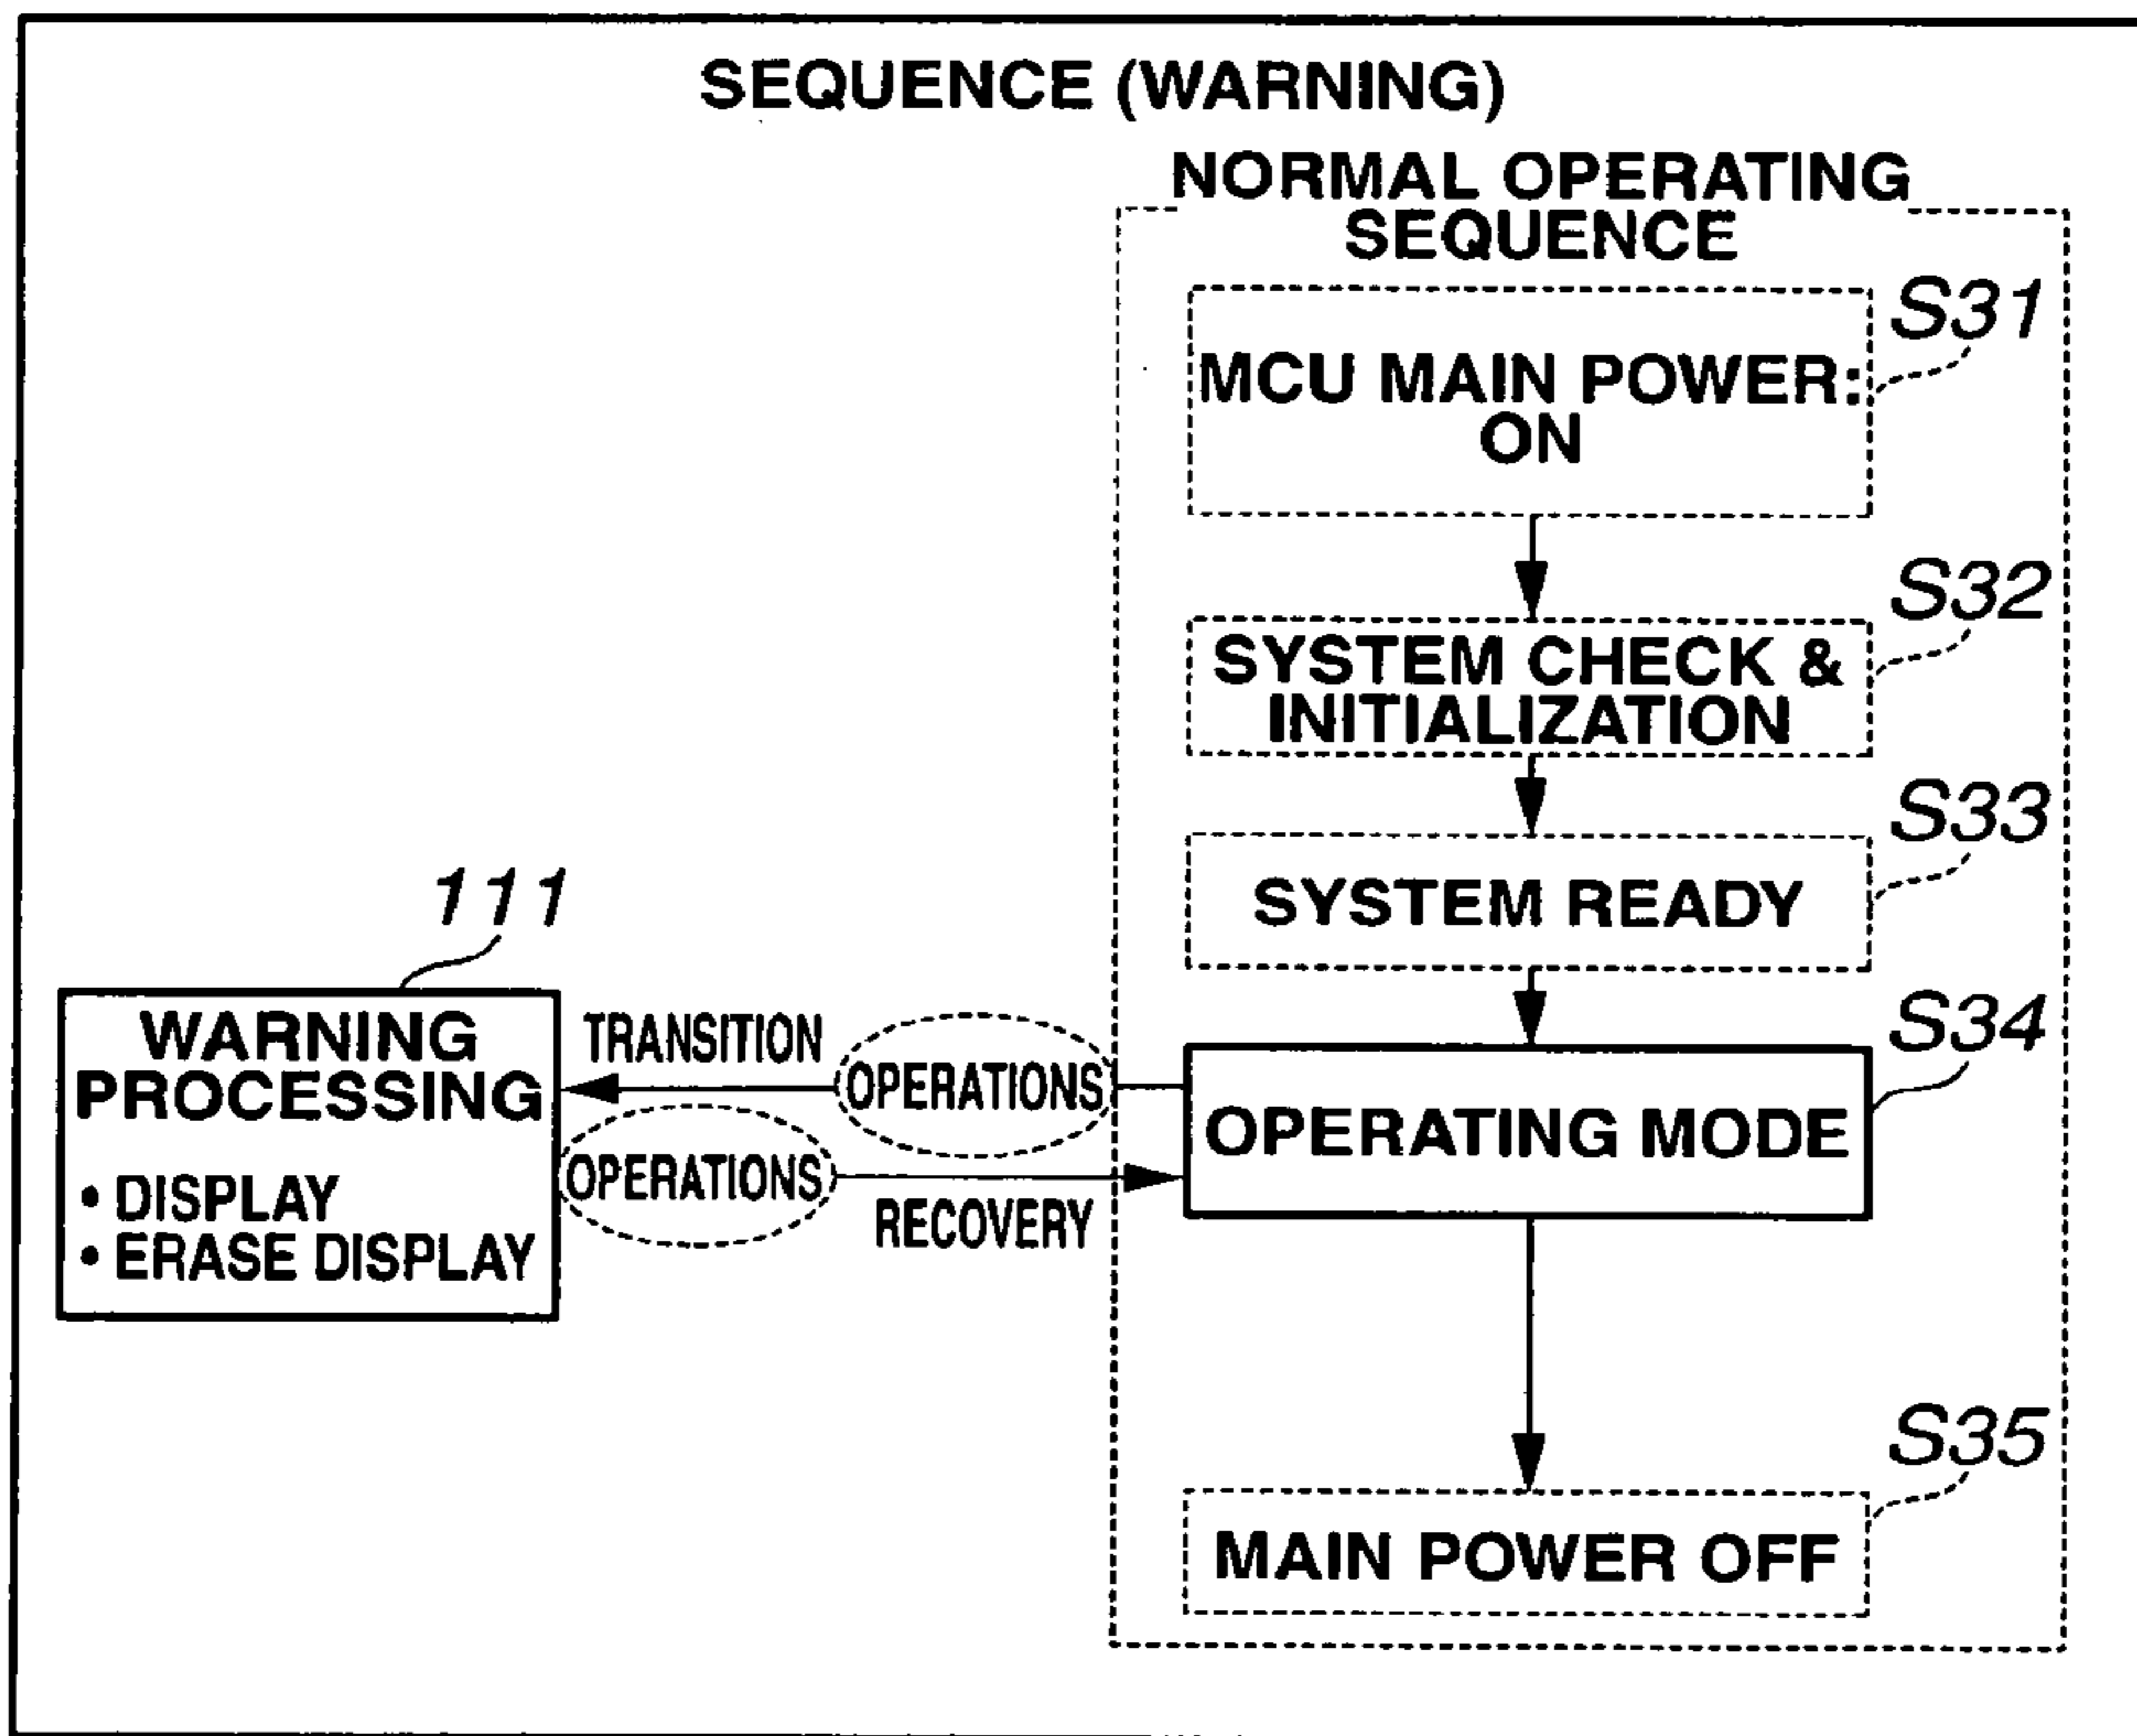 SEQUENCE (WARNING)
NORMAL OPERATING
SEQUENCE
S31
MCU MAIN POWER:
ON
S32
SYSTEM CHECK &
INITIALIZATION
S33
SYSTEM READY
111
WARNING
PROCESSING
• DISPLAY
• ERASE DISPLAY
TRANSITION
OPERATIONS
OPERATIONS
RECOVERY
S34
OPERATING MODE
S35
MAIN POWER OFF